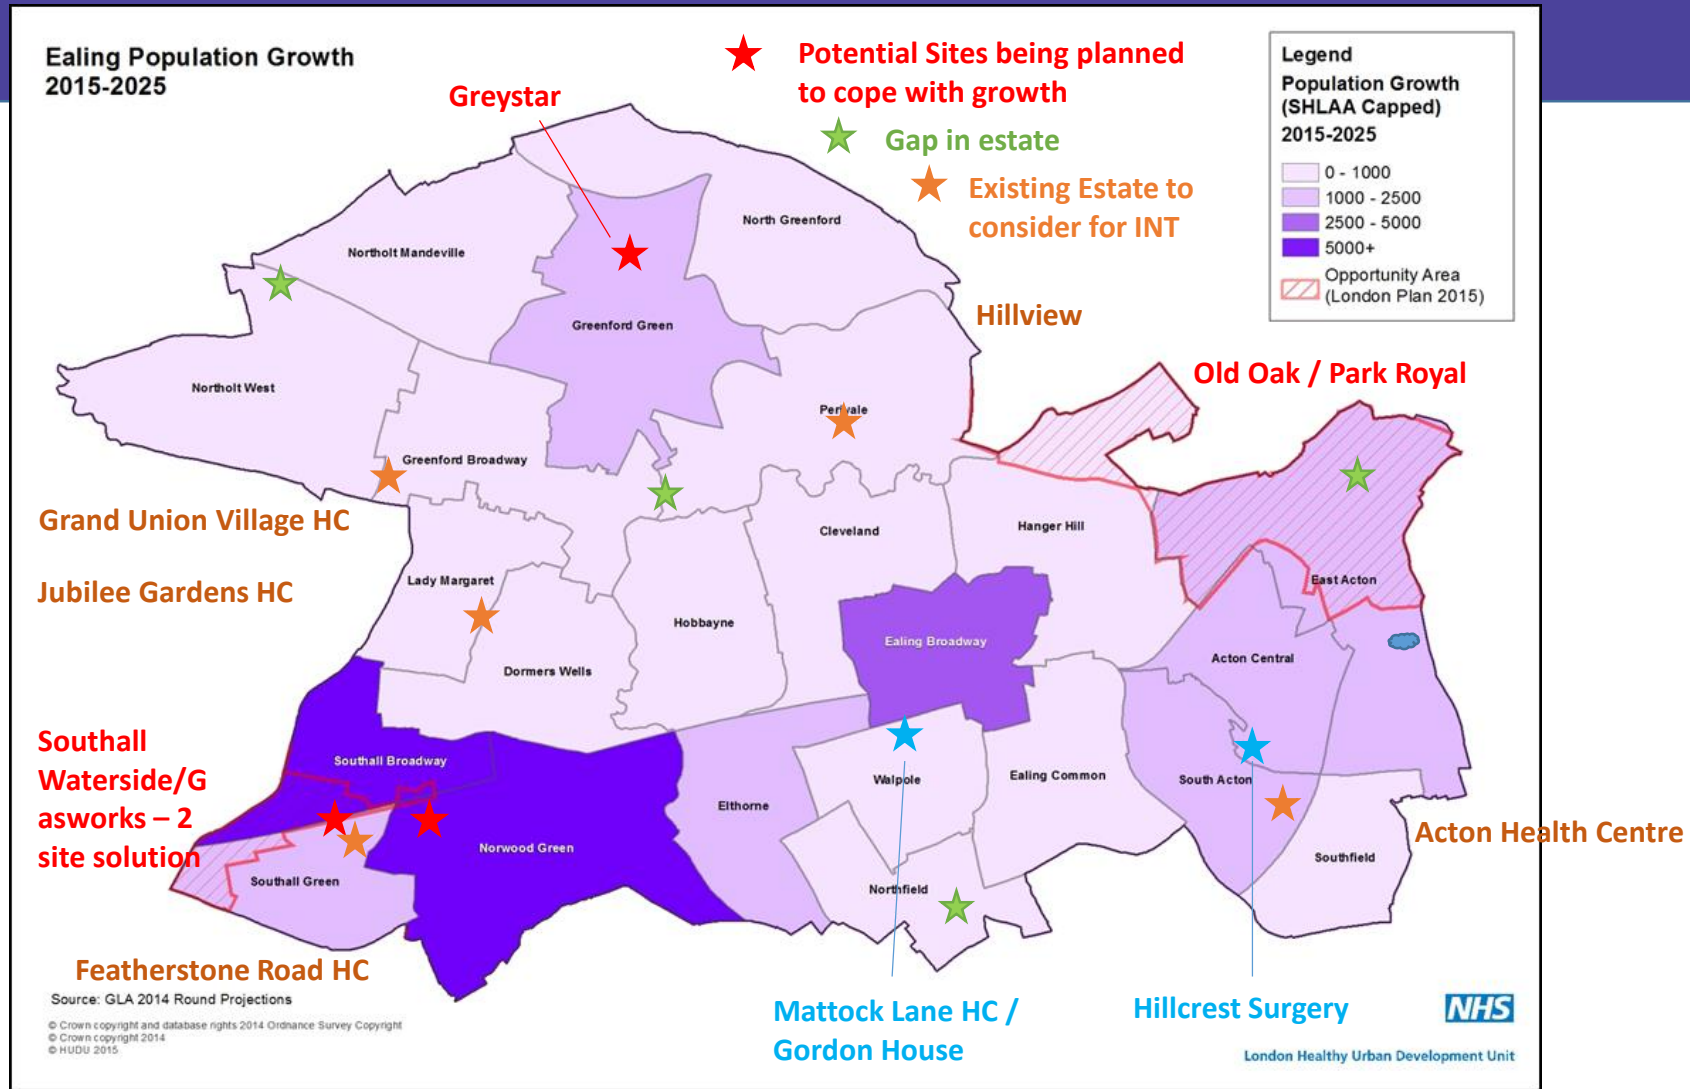 Ealing Population Growth
2015-2025
Potential Sites being planned
to cope with growth
Gap in estate
Existing Estate to
consider for INT
Legend
Population Growth
(SHLAA Capped)
2015-2025
0 - 1000
1000 - 2500
2500 - 5000
5000+
Opportunity Area
(London Plan 2015)
Greystar
North Greenford
Northolt Mandeville
Hillview
Greenford Green
Old Oak / Park Royal
Northolt West
Perivale
Greenford Broadway
Grand Union Village HC
Cleveland
Hanger Hill
Jubilee Gardens HC
Lady Margaret
East Acton
Hobbayne
Ealing Broadway
Acton Central
Dormers Wells
Southall
Waterside/G
asworks – 2
site solution
Southall Broadway
Walpole
Ealing Common
South Acton
Elthorne
Acton Health Centre
Norwood Green
Southfield
Southall Green
Northfield
Featherstone Road HC
Mattock Lane HC /
Gordon House
Hillcrest Surgery
Source: GLA 2014 Round Projections
© Crown copyright and database rights 2014 Ordnance Survey Copyright
© Crown copyright 2014
© HUDU 2015
NHS
London Healthy Urban Development Unit